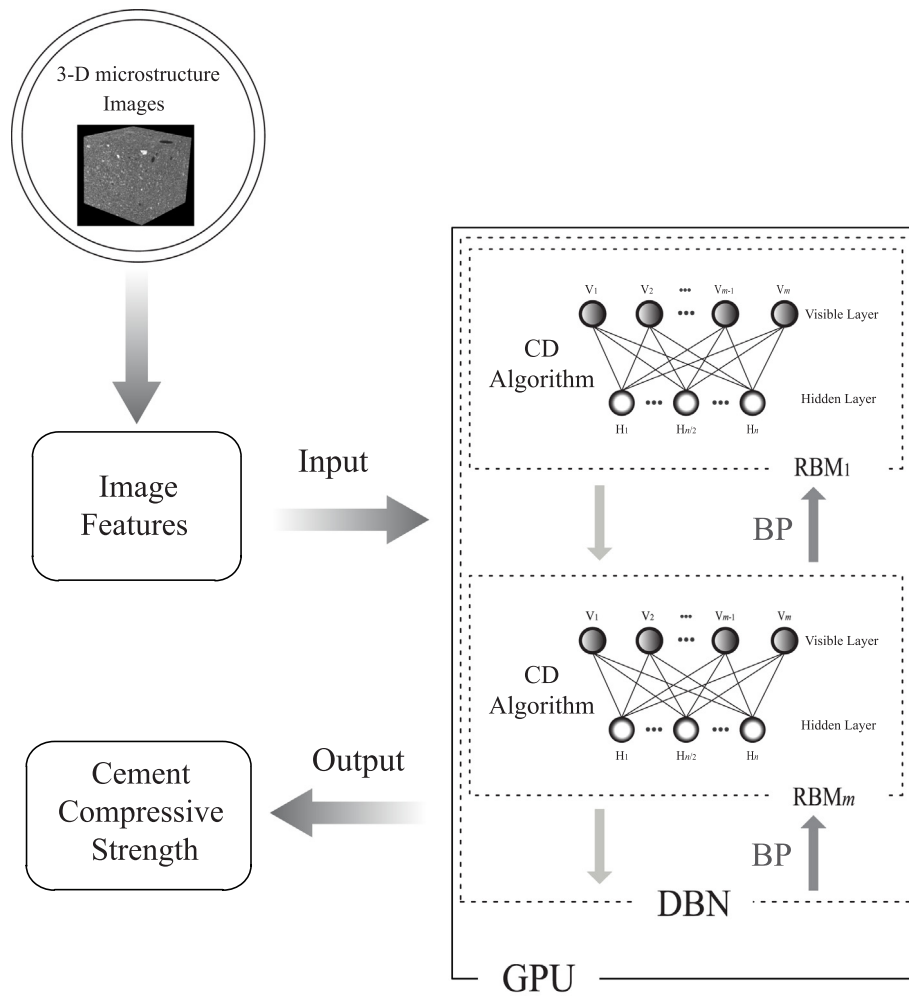 3-D microstructure
Images
Image
Features
Input
V1 V2 ••• Vm-1 Vm
•••
Visible Layer
CD
Algorithm
••• •••
Hidden Layer
H1 Hn/2 Hn
RBM1
BP
V1 V2 ••• Vm-1 Vm
•••
Visible Layer
CD
Algorithm
••• •••
Hidden Layer
H1 Hn/2 Hn
RBMm
BP
DBN
GPU
Output
Cement
Compressive
Strength